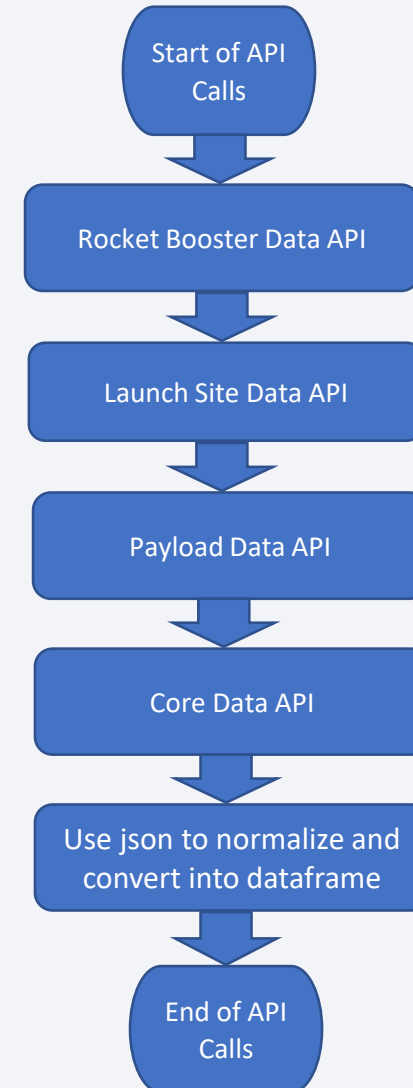 Start of API
Calls
Rocket Booster Data API
Launch Site Data API
Payload Data API
Core Data API
Use json to normalize and
convert into dataframe
End of API
Calls